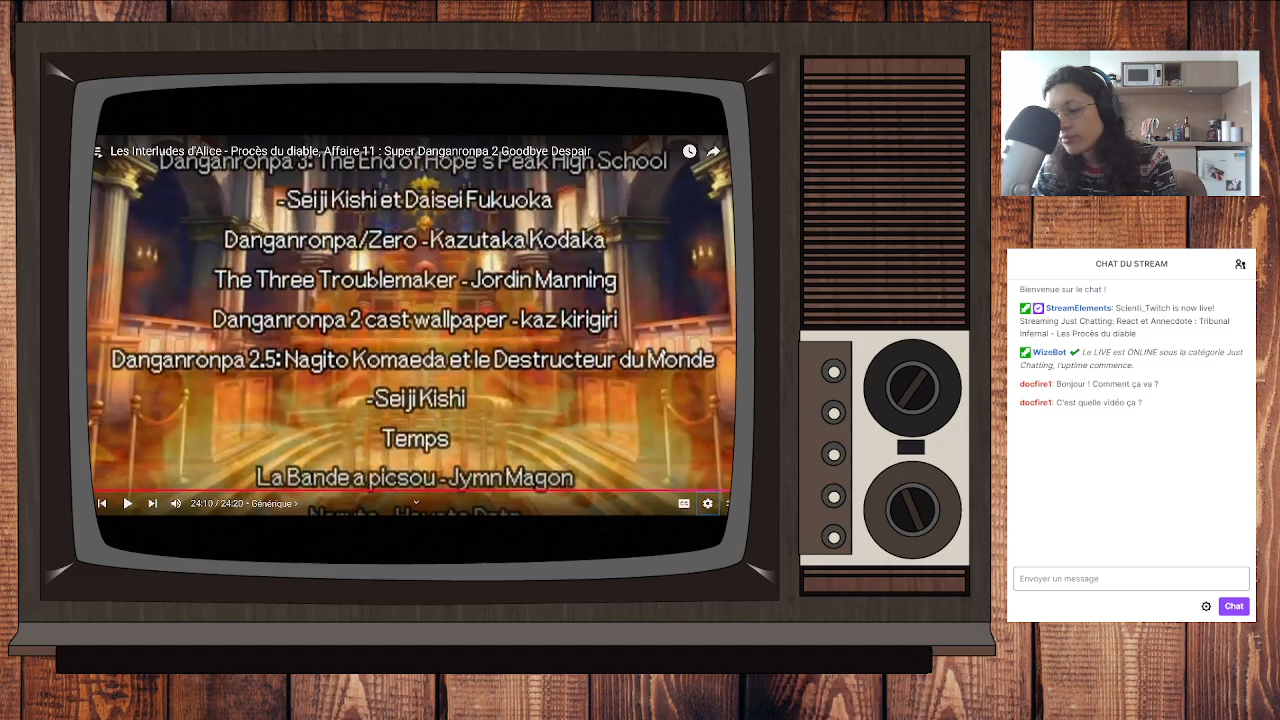 Les Interludes d'Alice - Procès du diable, Affaire 11 : Super Danganronpa 2 Goodbye Despair
Danganronpa 3: The End of Hope's Peak High School
-Seiji Kishi et Daisei Fukuoka
Danganronpa/Zero -Kazutaka Kodaka
The Three Troublemaker -Jordin Manning
Danganronpa 2 cast wallpaper -kaz kirigiri
Danganronpa 2.5: Nagito Komaeda et le Destructeur du Monde
-Seiji Kishi
Temps
La Bande a picsou -Jymn Magon
24:10 / 24:20 • Générique >
CHAT DU STREAM
Bienvenue sur le chat !
StreamElements: Scienti_Twitch is now live!
Streaming Just Chatting: React et Annecdote : Tribunal
Infernal - Les Procès du diable
WizeBot Le LIVE est ONLINE sous la catégorie Just
Chatting, l'uptime commence.
docfire1: Bonjour ! Comment ça va ?
docfire1: C'est quelle vidéo ça ?
Envoyer un message
Chat